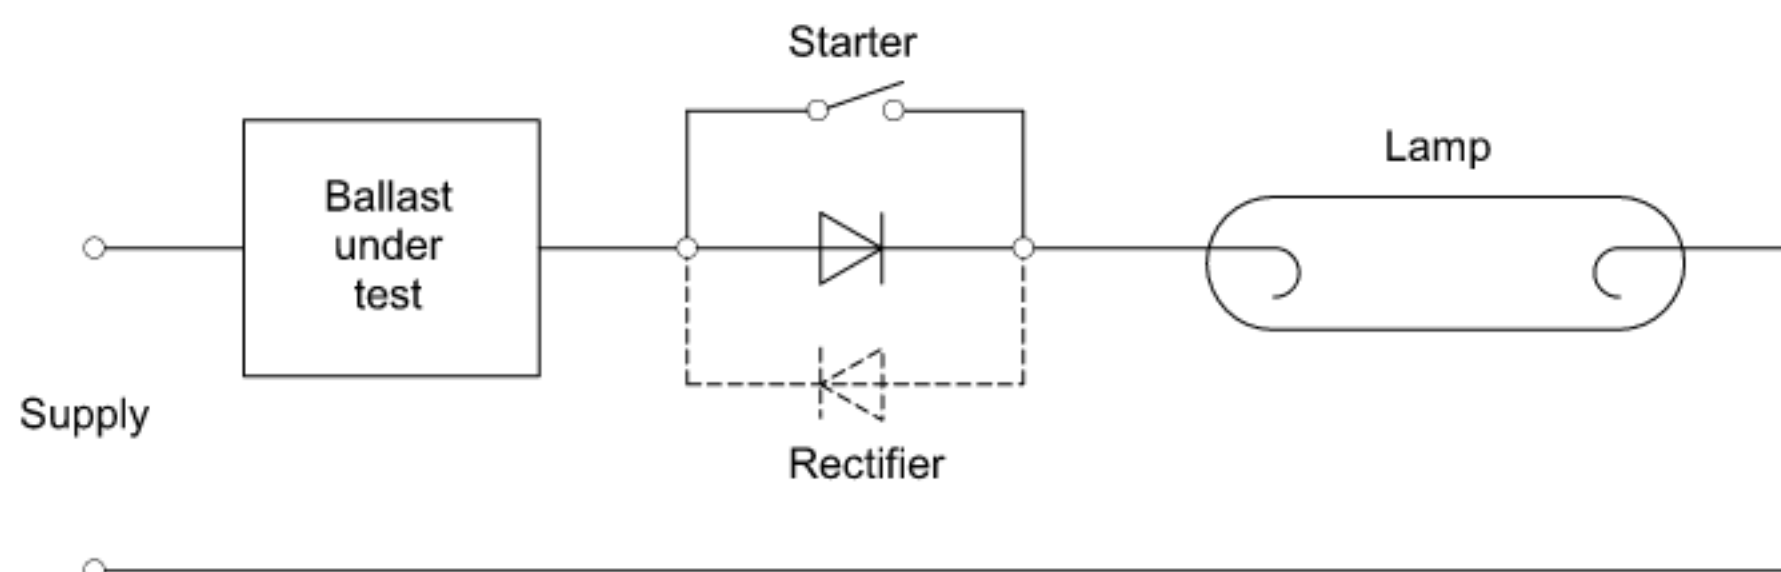 Starter
Lamp
Ballast
under
test
Supply
Rectifier